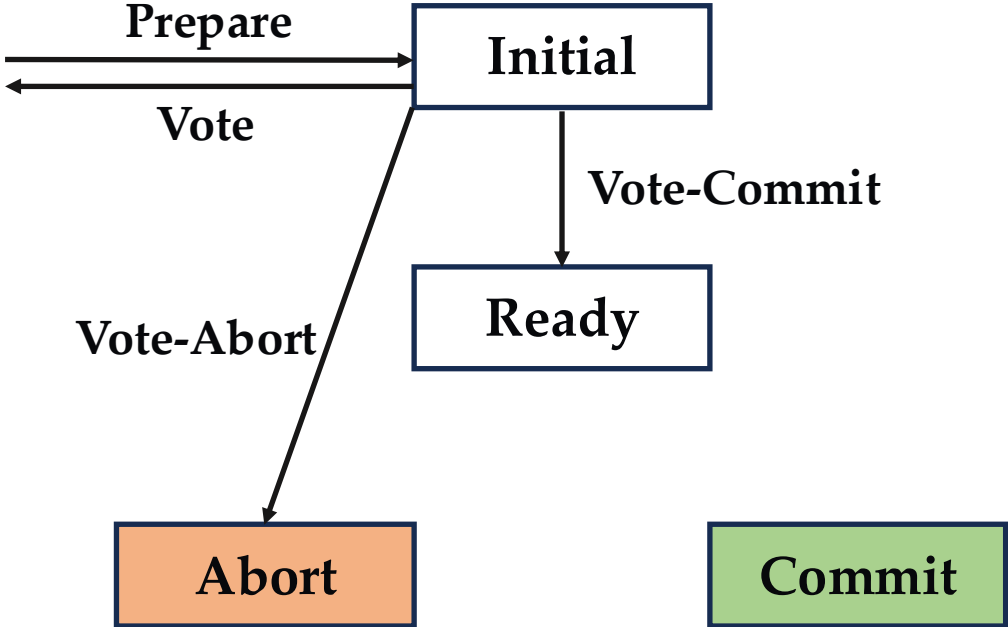 Prepare
Initial
Vote
Vote-Commit
Ready
Vote-Abort
Abort
Commit